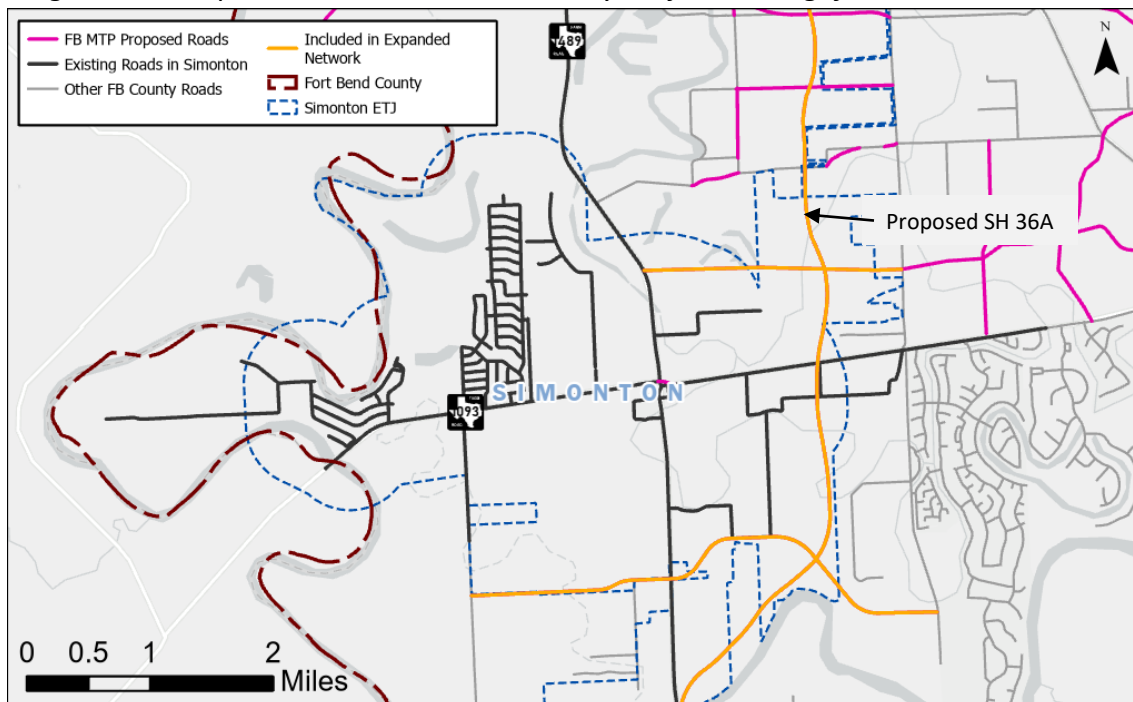 FB MTP Proposed Roads
Existing Roads in Simonton
Other FB County Roads
Included in Expanded
Network
Fort Bend County
Simonton ETJ
1489
N
Proposed SH 36A
SIMONTON
1093
0 0.5 1 2
Miles